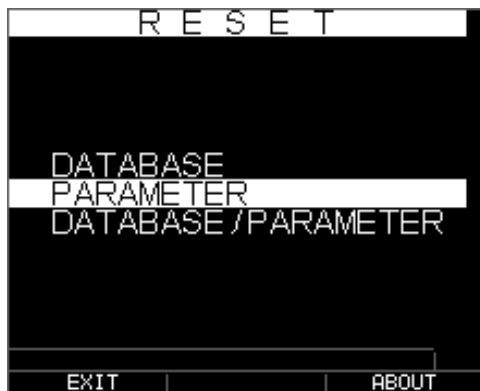 R E S E T
DATABASE
PARAMETER
DATABASE/PARAMETER
EXIT ABOUT